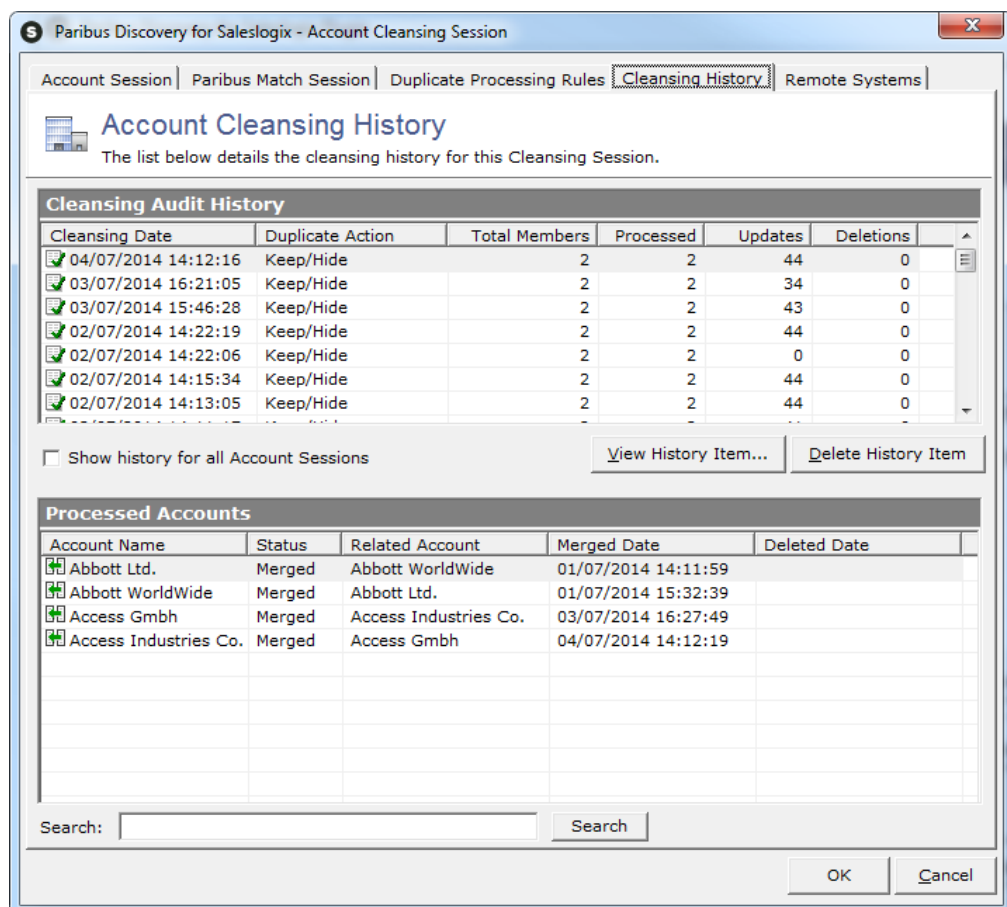 S Paribus Discovery for Saleslogix - Account Cleansing Session x
Account Session Paribus Match Session Duplicate Processing Rules Cleansing History Remote Systems
Account Cleansing History
The list below details the cleansing history for this Cleansing Session.
Cleansing Audit History
Cleansing Date Duplicate Action Total Members Processed Updates Deletions
04/07/2014 14:12:16 Keep/Hide 2 2 44 0
03/07/2014 16:21:05 Keep/Hide 2 2 34 0
03/07/2014 15:46:28 Keep/Hide 2 2 43 0
02/07/2014 14:22:19 Keep/Hide 2 2 44 0
02/07/2014 14:22:06 Keep/Hide 2 2 0 0
02/07/2014 14:15:34 Keep/Hide 2 2 44 0
02/07/2014 14:13:05 Keep/Hide 2 2 44 0
Show history for all Account Sessions View History Item... Delete History Item
Processed Accounts
Account Name Status Related Account Merged Date Deleted Date
Abbott Ltd. Merged Abbott WorldWide 01/07/2014 14:11:59
Abbott WorldWide Merged Abbott Ltd. 01/07/2014 15:32:39
Access Gmbh Merged Access Industries Co. 03/07/2014 16:27:49
Access Industries Co. Merged Access Gmbh 04/07/2014 14:12:19
Search: Search
OK Cancel